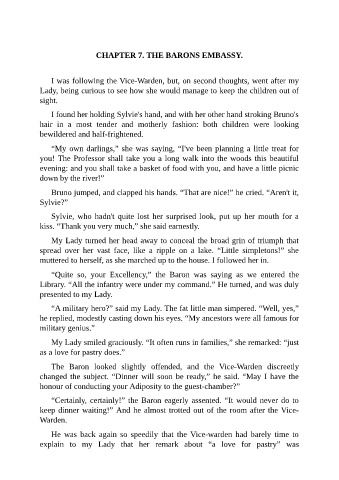 CHAPTER 7. THE BARONS EMBASSY.
I was following the Vice-Warden, but, on second thoughts, went after my
Lady, being curious to see how she would manage to keep the children out of
sight.
I found her holding Sylvie's hand, and with her other hand stroking Bruno's
hair in a most tender and motherly fashion: both children were looking
bewildered and half-frightened.
“My own darlings,” she was saying, “I've been planning a little treat for
you! The Professor shall take you a long walk into the woods this beautiful
evening: and you shall take a basket of food with you, and have a little picnic
down by the river!”
Bruno jumped, and clapped his hands. “That are nice!” he cried. “Aren't it,
Sylvie?”
Sylvie, who hadn't quite lost her surprised look, put up her mouth for a
kiss. “Thank you very much,” she said earnestly.
My Lady turned her head away to conceal the broad grin of triumph that
spread over her vast face, like a ripple on a lake. “Little simpletons!” she
muttered to herself, as she marched up to the house. I followed her in.
“Quite so, your Excellency,” the Baron was saying as we entered the
Library. “All the infantry were under my command.” He turned, and was duly
presented to my Lady.
“A military hero?” said my Lady. The fat little man simpered. “Well, yes,”
he replied, modestly casting down his eyes. “My ancestors were all famous for
military genius.”
My Lady smiled graciously. “It often runs in families,” she remarked: “just
as a love for pastry does.”
The Baron looked slightly offended, and the Vice-Warden discreetly
changed the subject. “Dinner will soon be ready,” he said. “May I have the
honour of conducting your Adiposity to the guest-chamber?”
“Certainly, certainly!” the Baron eagerly assented. “It would never do to
keep dinner waiting!” And he almost trotted out of the room after the Vice-
Warden.
He was back again so speedily that the Vice-warden had barely time to
explain to my Lady that her remark about “a love for pastry” was